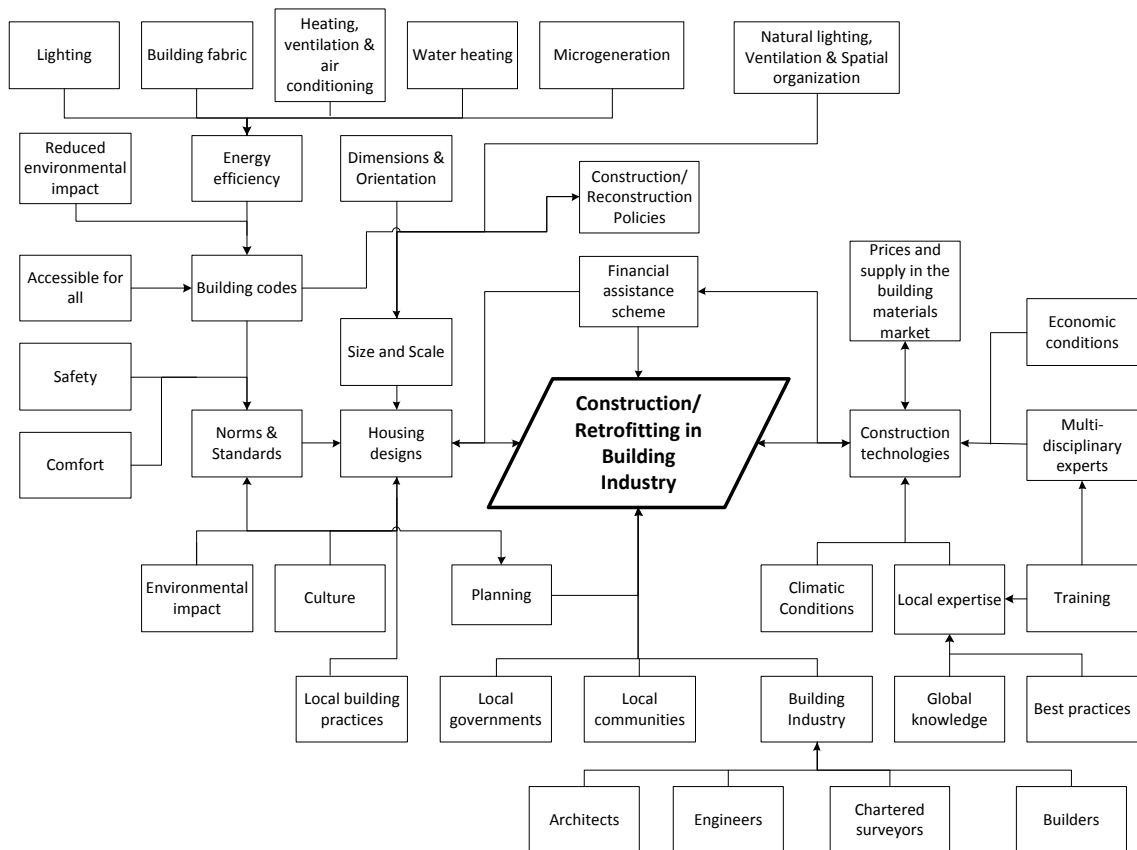 Lighting
Building fabric
Heating,
ventilation &
air
conditioning
Water heating
Microgeneration
Natural lighting,
Ventilation & Spatial
organization
Reduced
environmental
impact
Energy
efficiency
Dimensions &
Orientation
Construction/
Reconstruction
Policies
Accessible for
all
Building codes
Financial
assistance
scheme
Prices and
supply in the
building
materials
market
Economic
conditions
Safety
Size and Scale
Comfort
Norms &
Standards
Housing
designs
Construction/
Retrofitting in
Building
Industry
Construction
technologies
Multi-
disciplinary
experts
Environmental
impact
Culture
Planning
Climatic
Conditions
Local expertise
Training
Local building
practices
Local
governments
Local
communities
Building
Industry
Global
knowledge
Best practices
Architects
Engineers
Chartered
surveyors
Builders